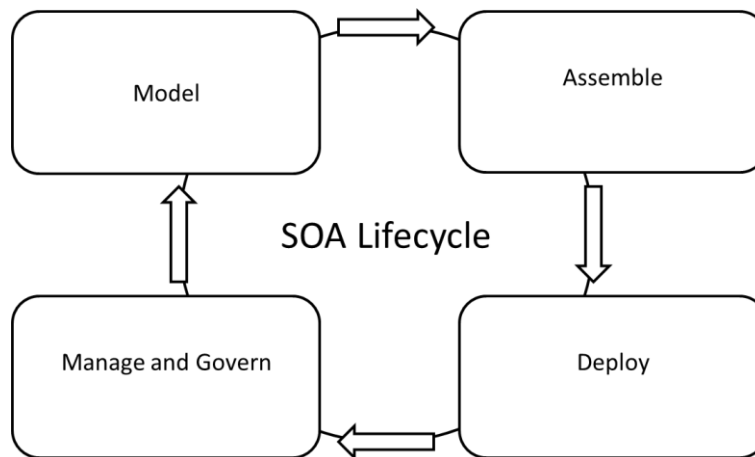 Model
Assemble
SOA Lifecycle
Manage and Govern
Deploy